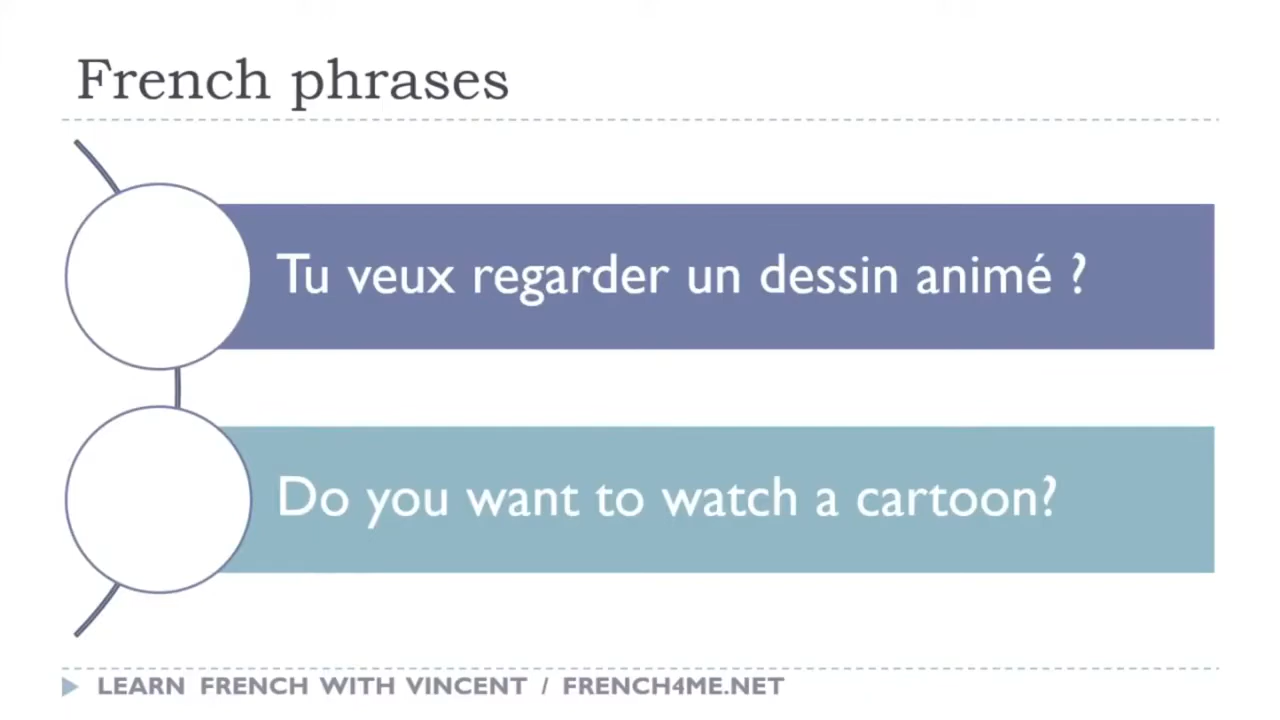 French phrases
Tu veux regarder un dessin animé ?
Do you want to watch a cartoon?
LEARN FRENCH WITH VINCENT / FRENCH4ME.NET